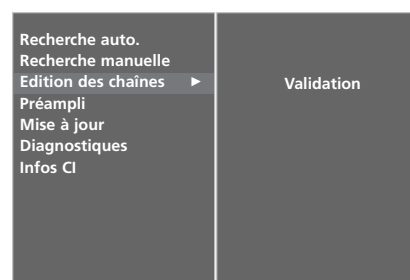 Recherche auto.
Recherche manuelle
Edition des chaînes ►
Validation
Préampli
Mise à jour
Diagnostiques
Infos CI